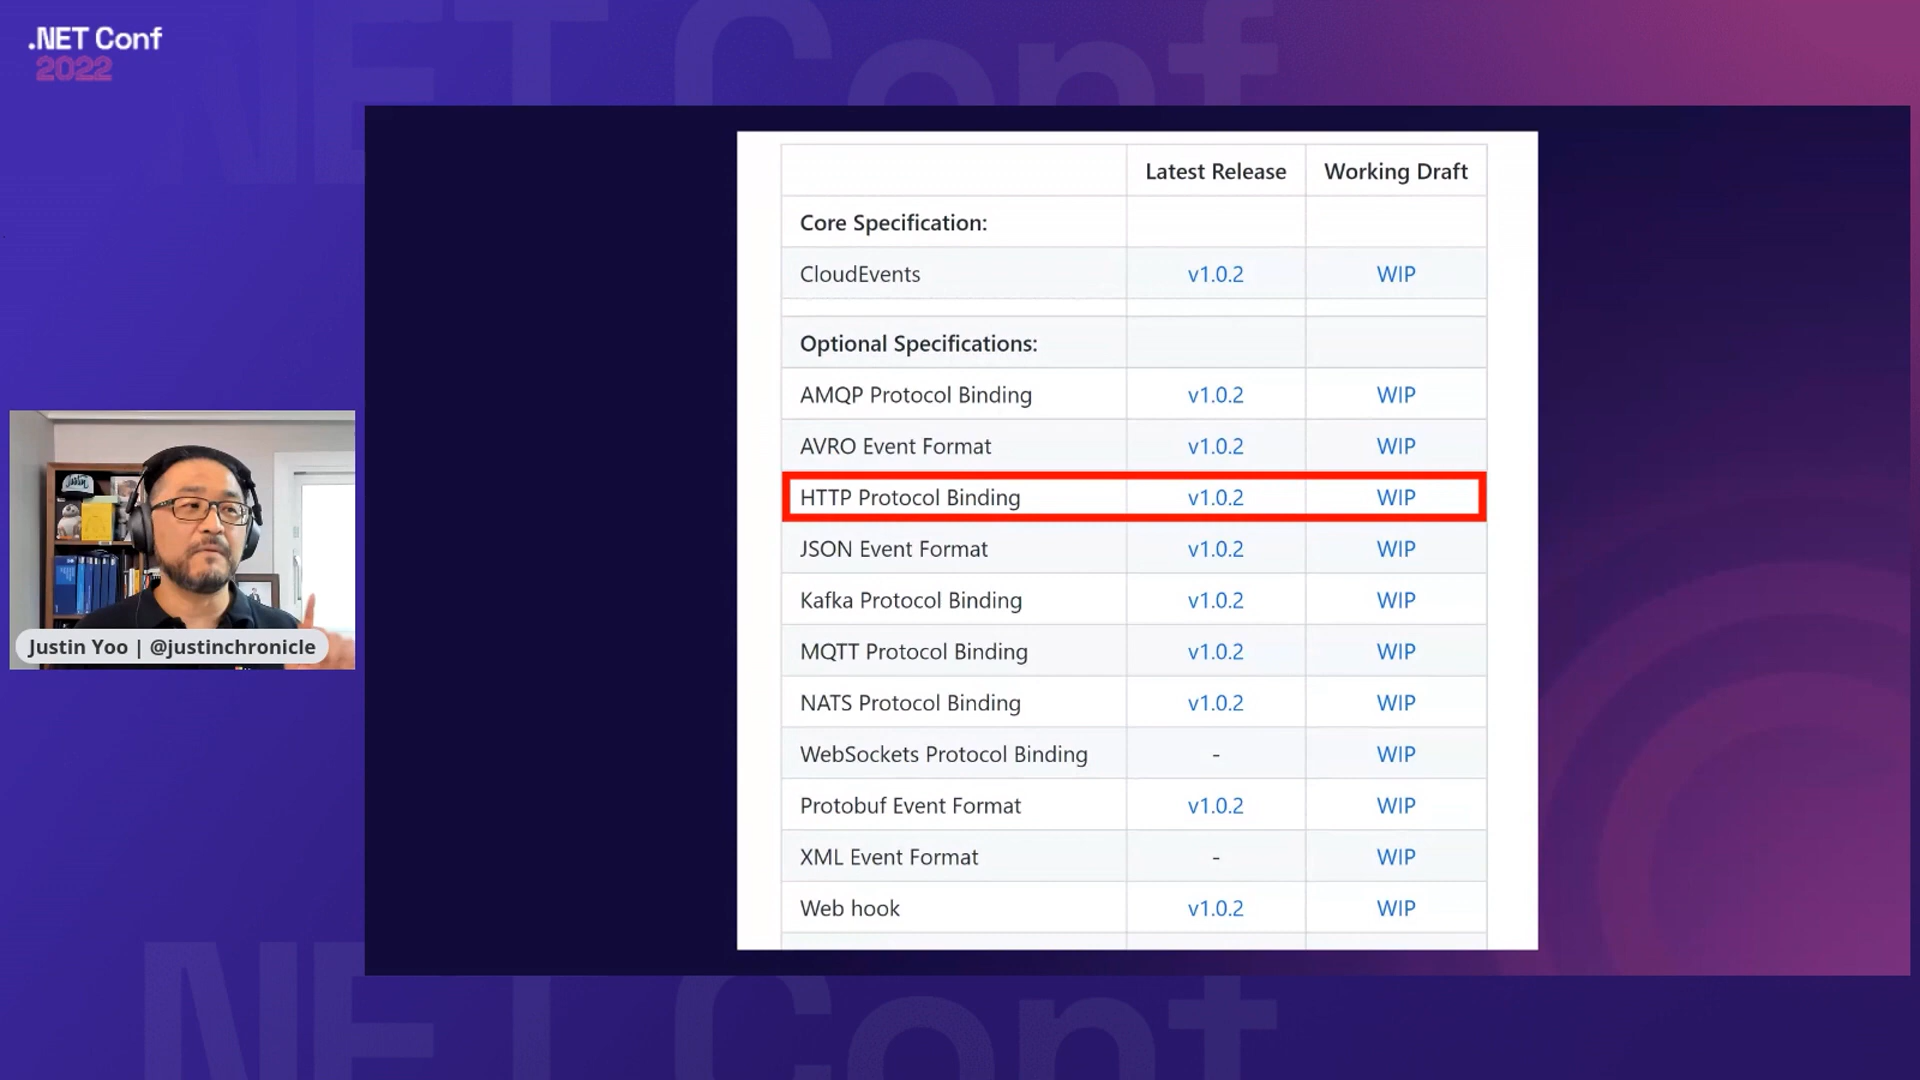 .NET Conf
2022
Latest Release Working Draft
Core Specification:
CloudEvents v1.0.2 WIP
Optional Specifications:
AMQP Protocol Binding v1.0.2 WIP
AVRO Event Format v1.0.2 WIP
HTTP Protocol Binding v1.0.2 WIP
JSON Event Format v1.0.2 WIP
Kafka Protocol Binding v1.0.2 WIP
MQTT Protocol Binding v1.0.2 WIP
NATS Protocol Binding v1.0.2 WIP
WebSockets Protocol Binding - WIP
Protobuf Event Format v1.0.2 WIP
XML Event Format - WIP
Web hook v1.0.2 WIP
Justin Yoo | @justinchronicle
NET Conf
NET Conf